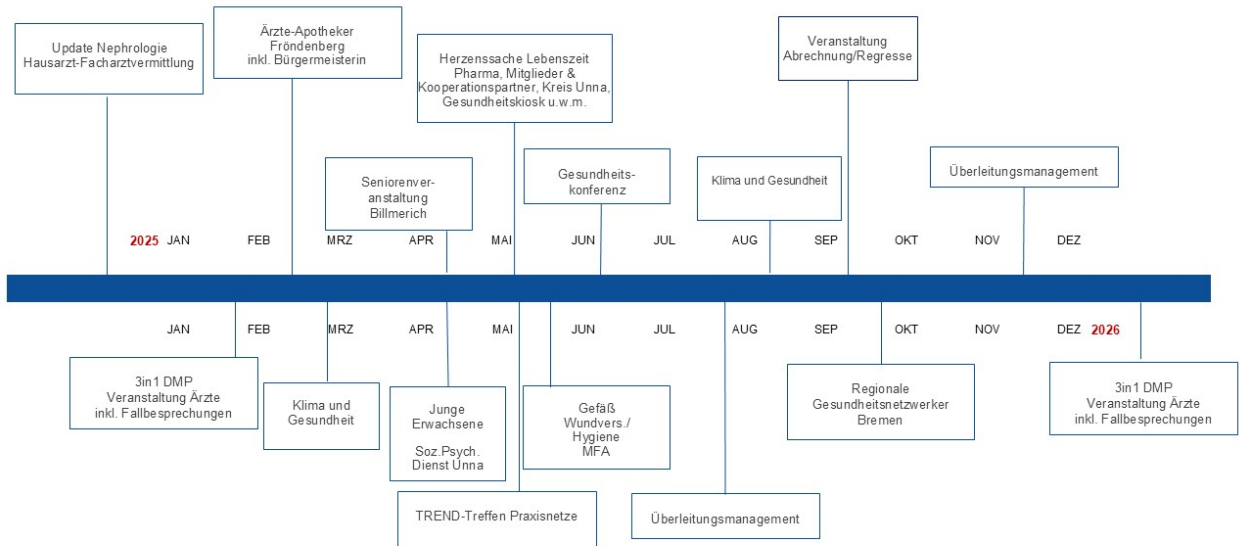 Update Nephrologie
Hausarzt-Facharztvermittlung
Ärzte-Apotheker
Fröndenberg
inkl. Bürgermeisterin
Herzenssache Lebenszeit
Pharma, Mitglieder &
Kooperationspartner, Kreis Unna,
Gesundheitskiosk u.w.m.
Veranstaltung
Abrechnung/Regresse
Seniorenver-
anstaltung
Billmerich
Gesundheits-
konferenz
Klima und Gesundheit
Überleitungsmanagement
2025 JAN FEB MRZ APR MAI JUN JUL AUG SEP OKT NOV DEZ
JAN FEB MRZ APR MAI JUN JUL AUG SEP OKT NOV DEZ 2026
3in1 DMP
Veranstaltung Ärzte
inkl. Fallbesprechungen
Klima und
Gesundheit
Junge
Erwachsene
Soz.Psych.
Dienst Unna
Gefäß
Wundvers./
Hygiene
MFA
Regionale
Gesundheitsnetzwerker
Bremen
3in1 DMP
Veranstaltung Ärzte
inkl. Fallbesprechungen
TREND-Treffen Praxisnetze
Überleitungsmanagement